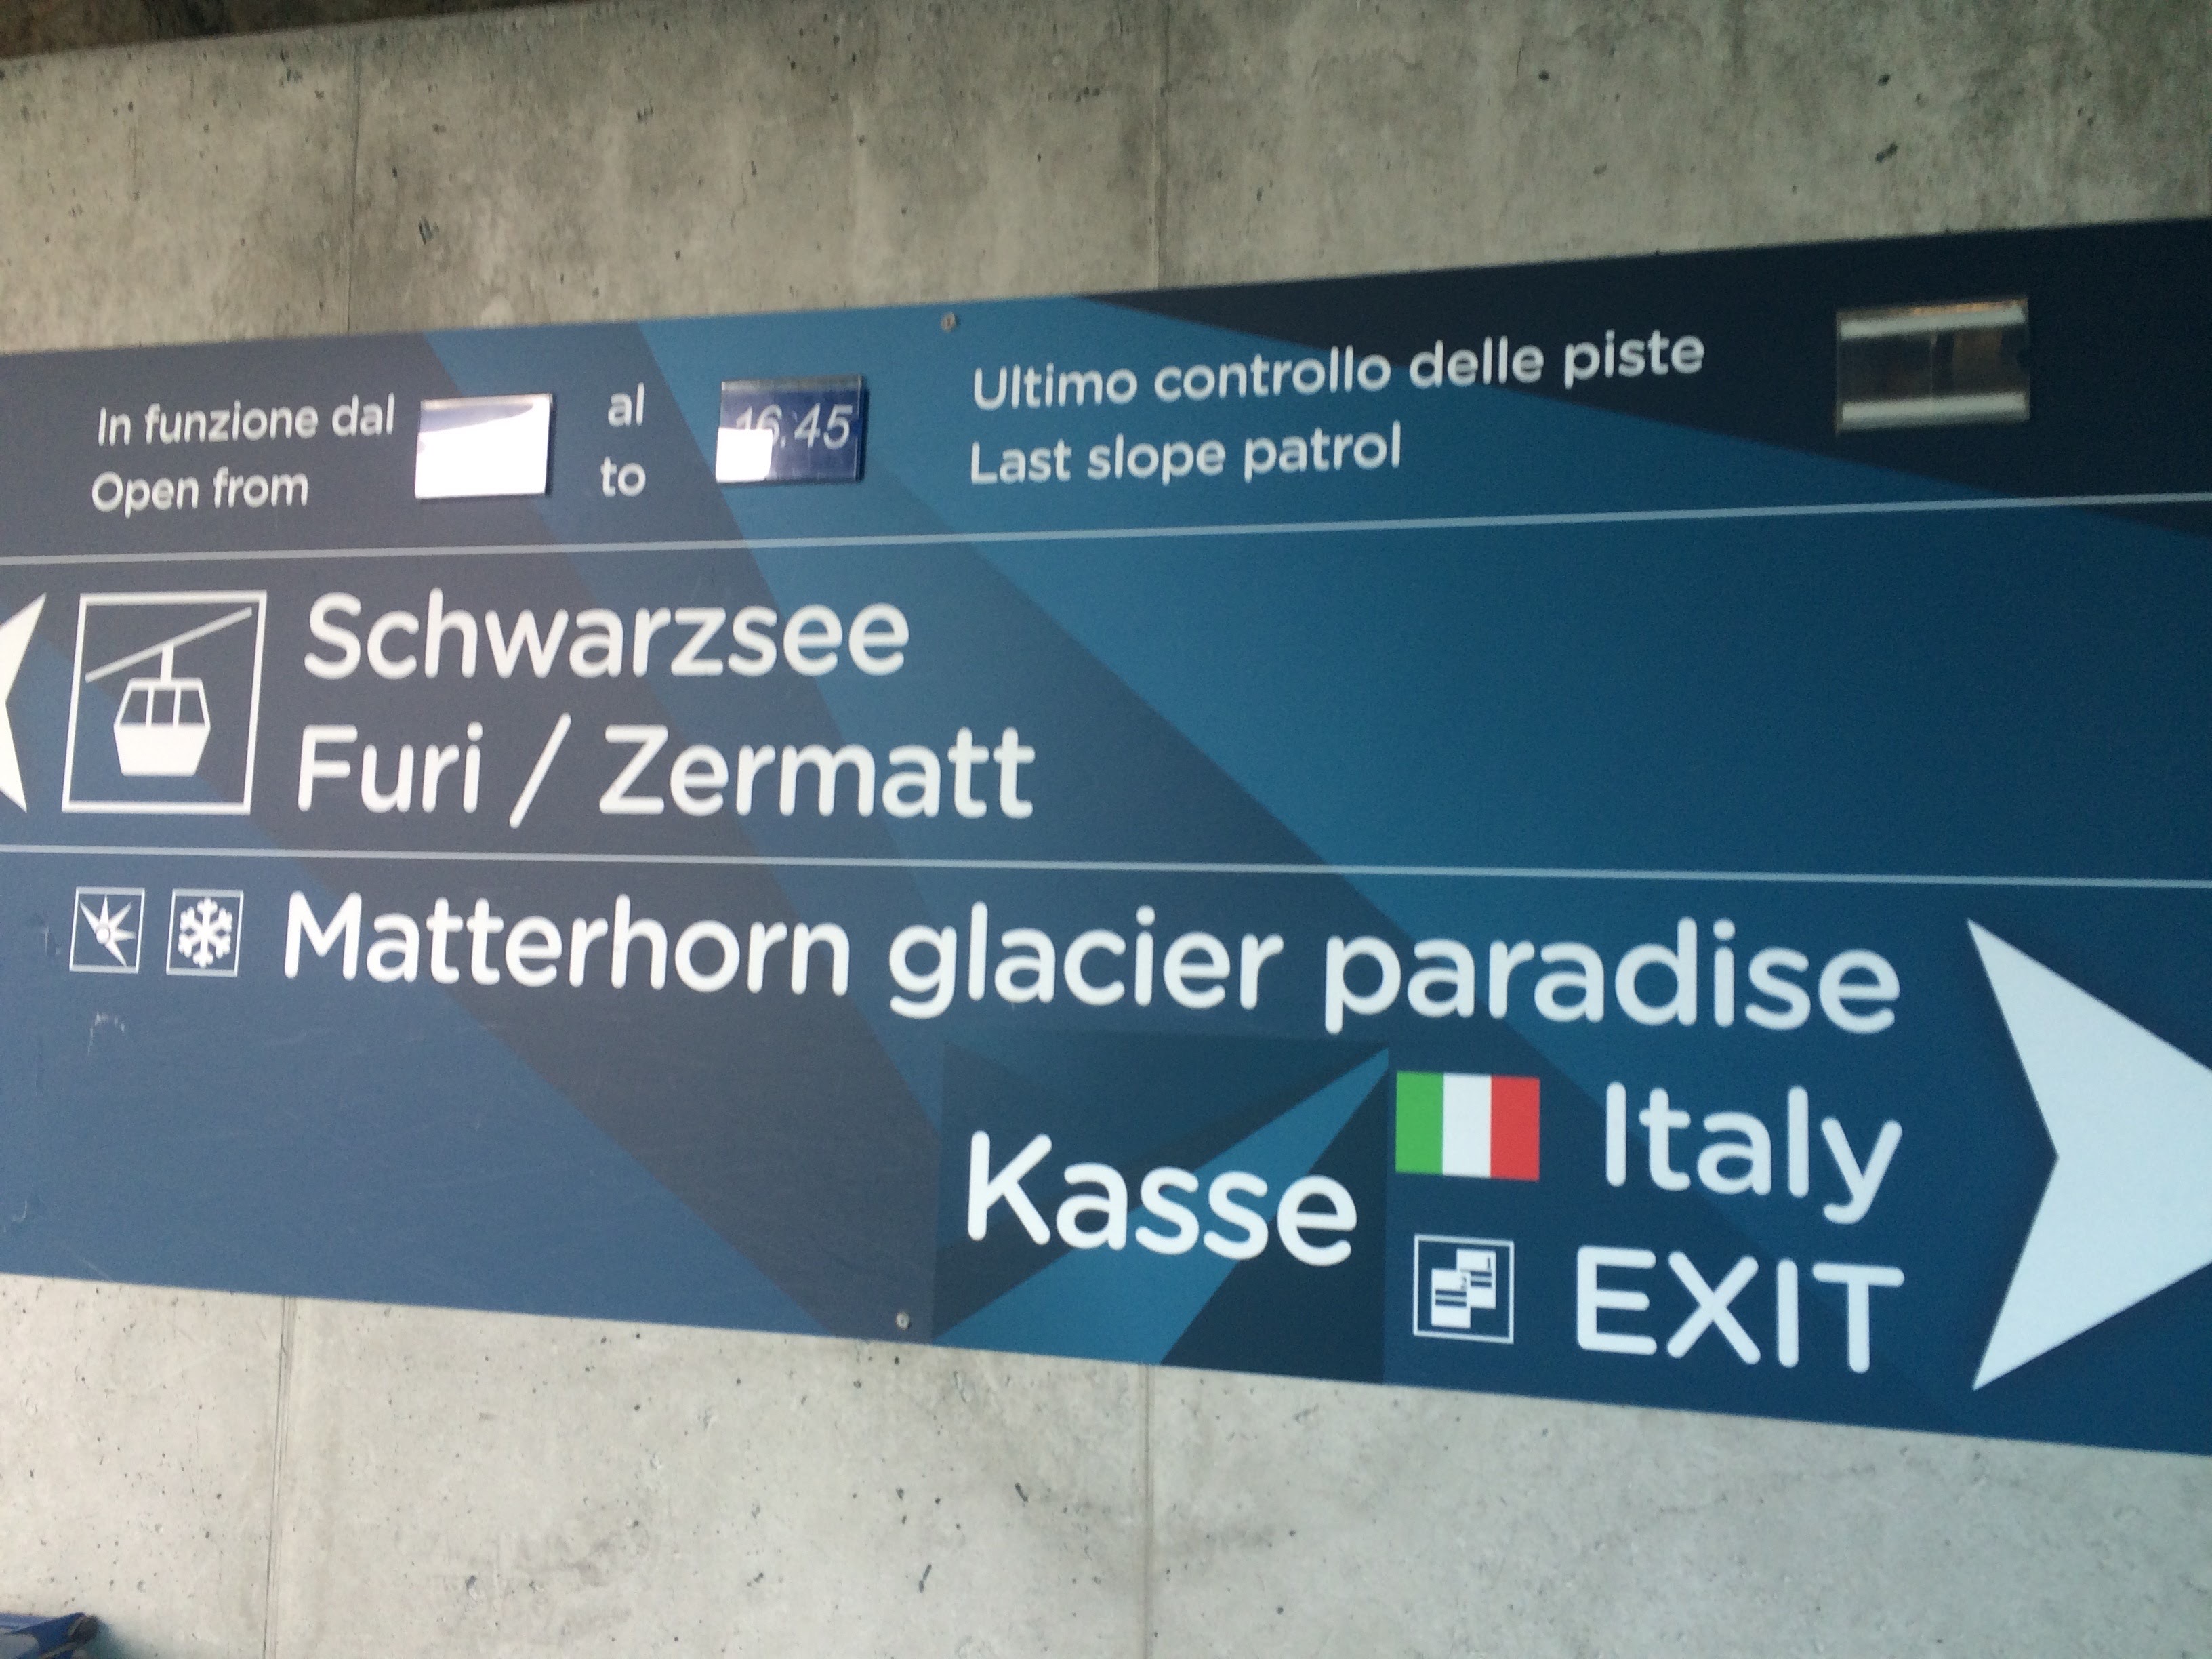 In funzione dal al 16:45 Ultimo controllo delle piste
Open from to Last slope patrol
Schwarzsee
Furi / Zermatt
Matterhorn glacier paradise
Italy
Kasse
EXIT